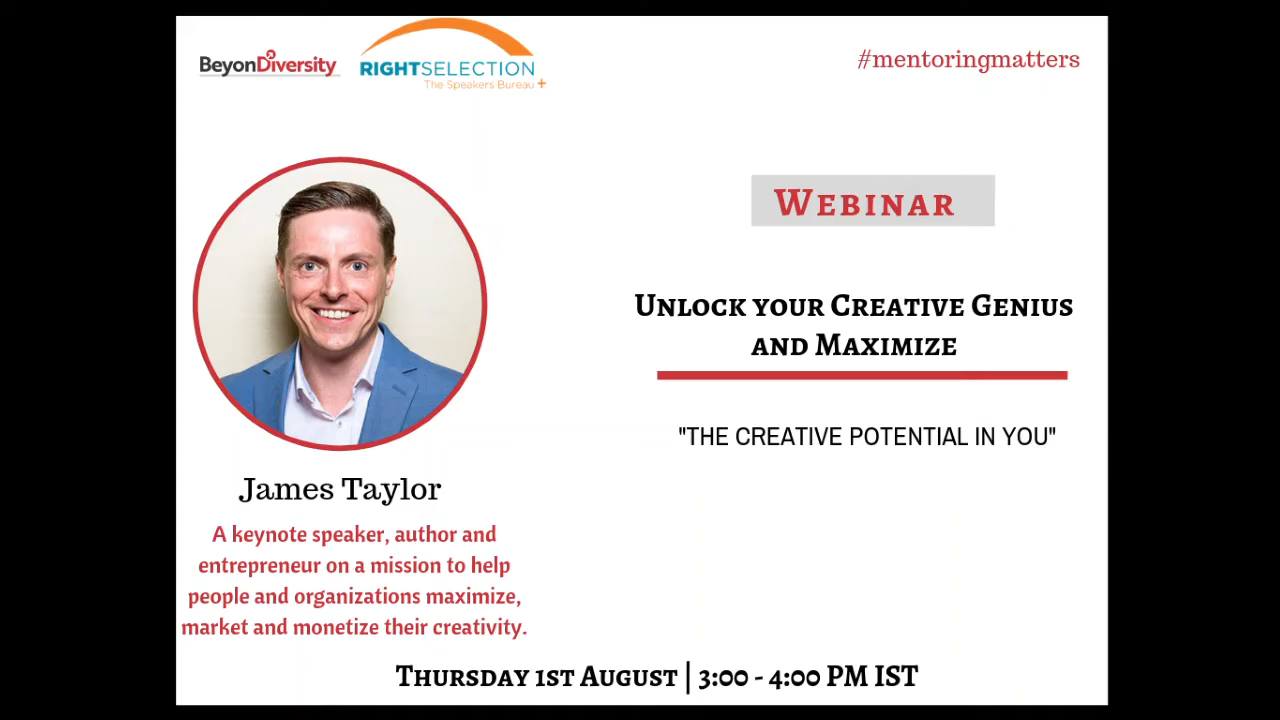 BeyonDiversity
RIGHTSELECTION
The Speakers Bureau +
#mentoringmatters
WEBINAR
UNLOCK YOUR CREATIVE GENIUS
AND MAXIMIZE
"THE CREATIVE POTENTIAL IN YOU"
James Taylor
A keynote speaker, author and
entrepreneur on a mission to help
people and organizations maximize,
market and monetize their creativity.
THURSDAY 1ST AUGUST | 3:00 - 4:00 PM IST